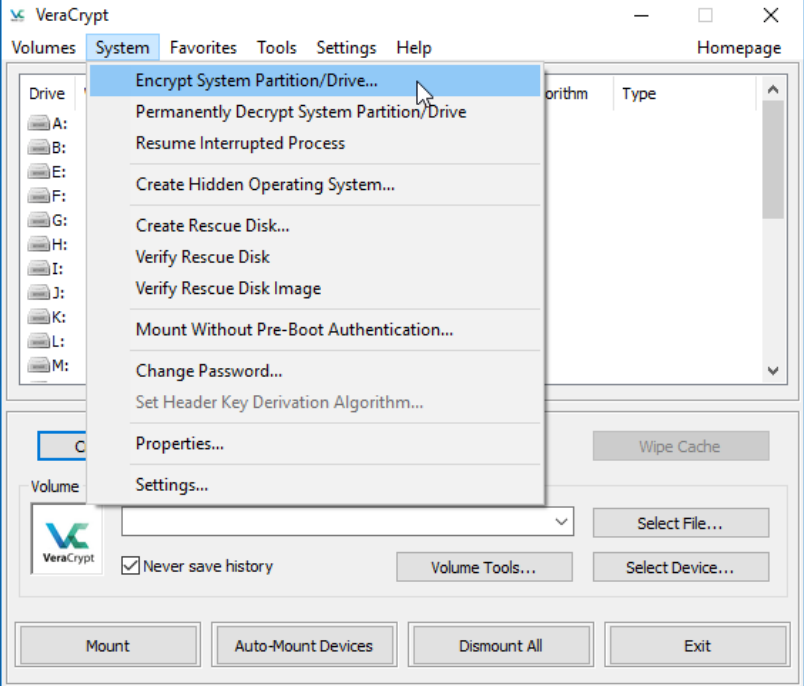 VeraCrypt
Volumes System Favorites Tools Settings Help Homepage
Encrypt System Partition/Drive...
Permanently Decrypt System Partition/Drive
Resume Interrupted Process
Create Hidden Operating System...
Create Rescue Disk...
Verify Rescue Disk
Verify Rescue Disk Image
Mount Without Pre-Boot Authentication...
Change Password...
Set Header Key Derivation Algorithm...
Properties...
Settings...
Drive Type
A:
B:
E:
F:
G:
H:
I:
J:
K:
L:
M:
Wipe Cache
Volume
VeraCrypt
Select File...
Never save history
Volume Tools...
Select Device...
Mount
Auto-Mount Devices
Dismount All
Exit